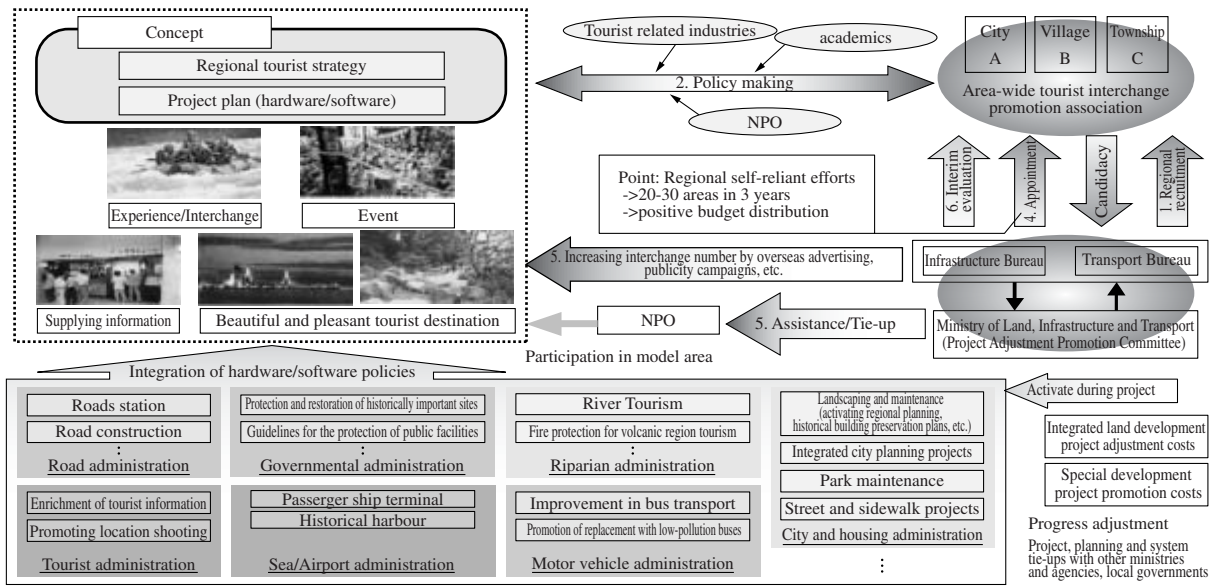 Concept
Regional tourist strategy
Project plan (hardware/software)
Experience/Interchange
Event
Supplying information
Beautiful and pleasant tourist destination
Tourist related industries
academics
2. Policy making
NPO
City
A
Village
B
Township
C
Area-wide tourist interchange
promotion association
Point: Regional self-reliant efforts
->20-30 areas in 3 years
->positive budget distribution
6. Interim
evaluation
4. Appointment
Candidacy
1. Regional
recruitment
5. Increasing interchange number by overseas advertising,
publicity campaigns, etc.
Infrastructure Bureau
Transport Bureau
Ministry of Land, Infrastructure and Transport
(Project Adjustment Promotion Committee)
NPO
5. Assistance/Tie-up
Participation in model area
Integration of hardware/software policies
Roads station
Road construction
Road administration
Protection and restoration of historically important sites
Guidelines for the protection of public facilities
Governmental administration
River Tourism
Fire protection for volcanic region tourism
Riparian administration
Landscaping and maintenance
(activating regional planning,
historical building preservation plans, etc.)
Integrated city planning projects
Park maintenance
Street and sidewalk projects
City and housing administration
Enrichment of tourist information
Promoting location shooting
Tourist administration
Passerger ship terminal
Historical harbour
Sea/Airport administration
Improvement in bus transport
Promotion of replacement with low-pollution buses
Motor vehicle administration
Activate during project
Integrated land development
project adjustment costs
Special development
project promotion costs
Progress adjustment
Project, planning and system
tie-ups with other ministries
and agencies, local governments